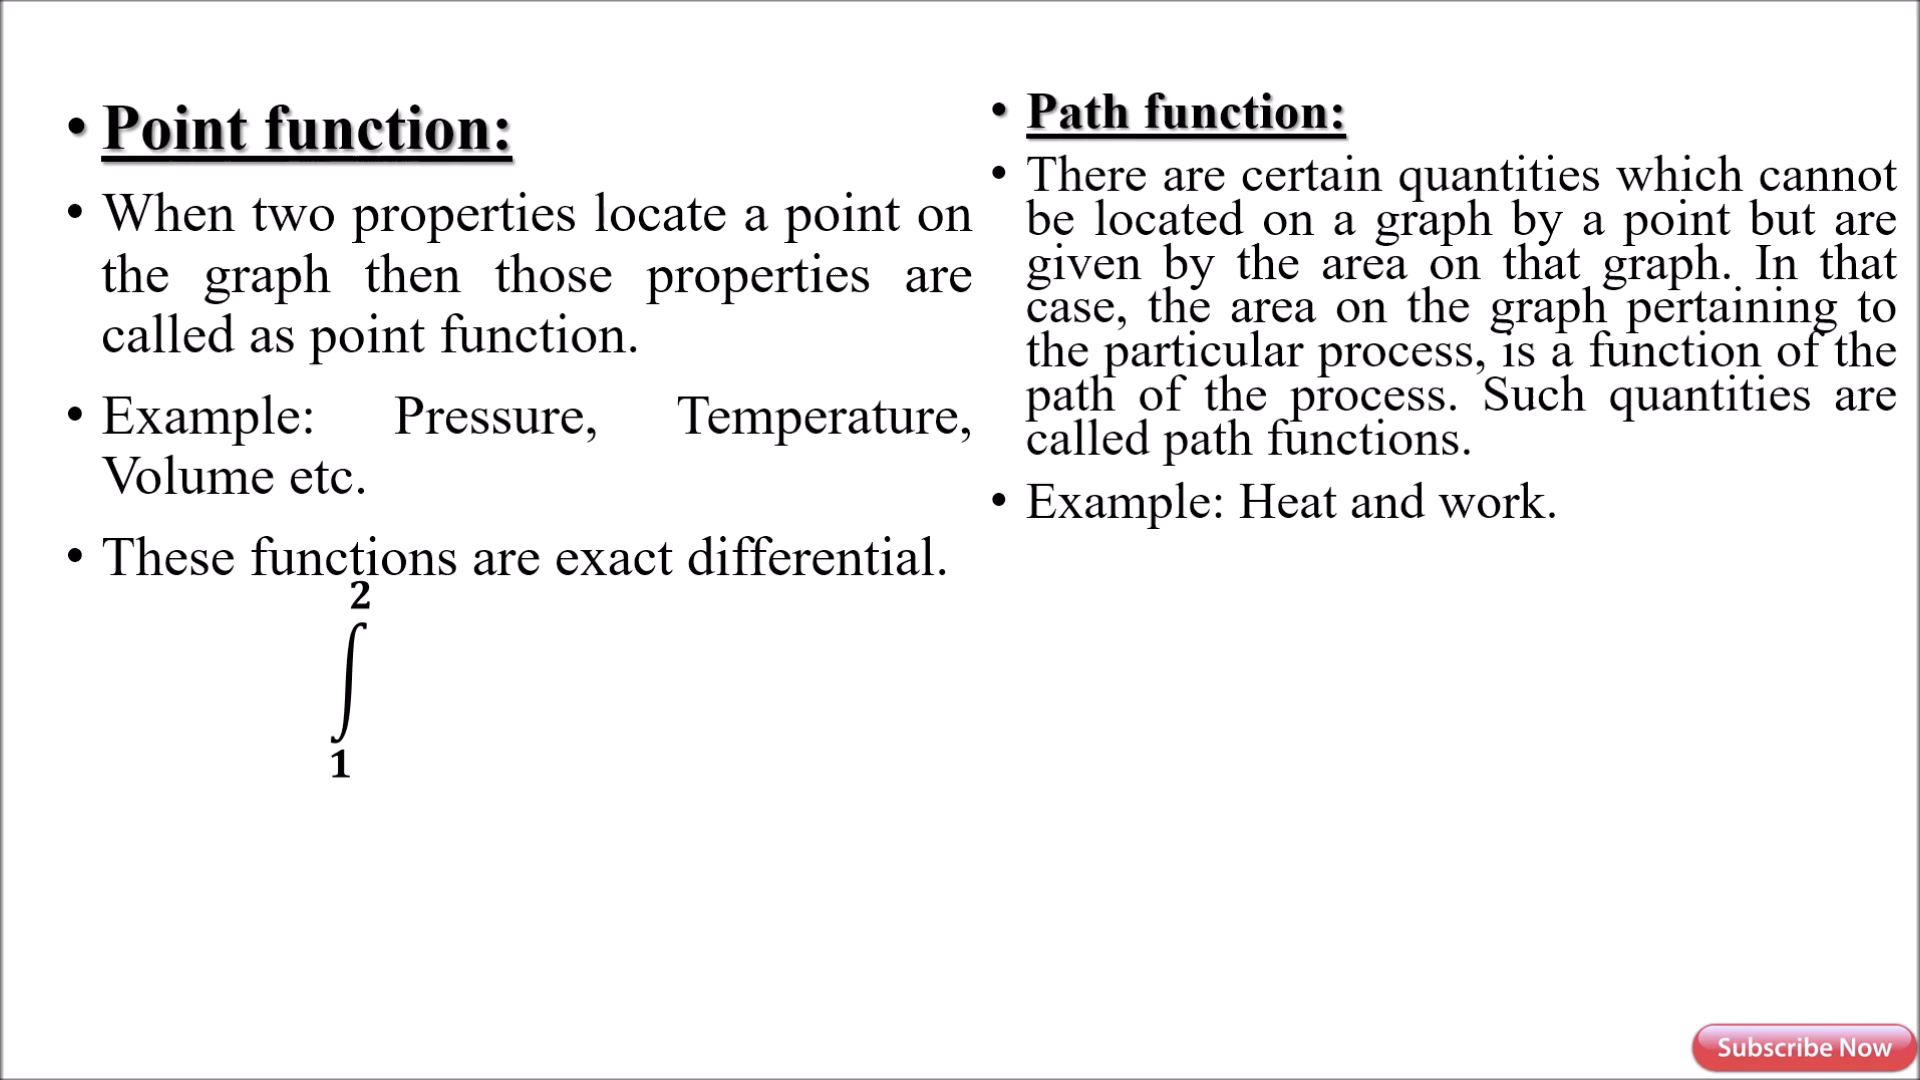 • Point function:
• When two properties locate a point on
the graph then those properties are
called as point function.
• Example: Pressure, Temperature,
Volume etc.
• These functions are exact differential.
2
∫
1
• Path function:
• There are certain quantities which cannot
be located on a graph by a point but are
given by the area on that graph. In that
case, the area on the graph pertaining to
the particular process, is a function of the
path of the process. Such quantities are
called path functions.
• Example: Heat and work.
Subscribe Now